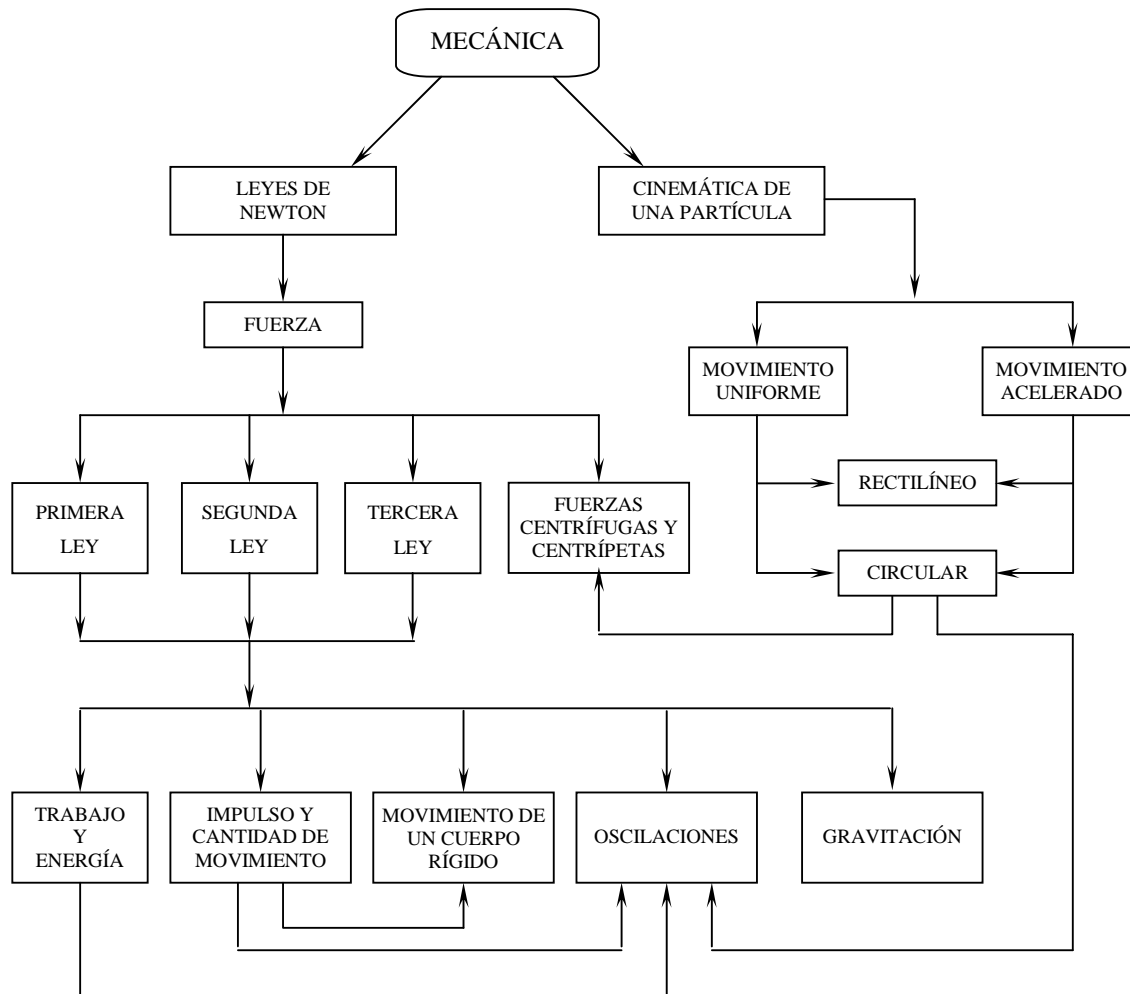 MECÁNICA
LEYES DE
NEWTON
CINEMÁTICA DE
UNA PARTÍCULA
FUERZA
MOVIMIENTO
UNIFORME
MOVIMIENTO
ACELERADO
RECTILÍNEO
PRIMERA
LEY
SEGUNDA
LEY
TERCERA
LEY
FUERZAS
CENTRÍFUGAS Y
CENTRÍPETAS
CIRCULAR
TRABAJO
Y
ENERGÍA
IMPULSO Y
CANTIDAD DE
MOVIMIENTO
MOVIMIENTO DE
UN CUERPO
RÍGIDO
OSCILACIONES
GRAVITACIÓN